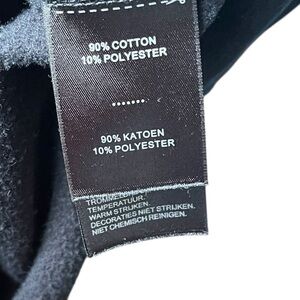 90% COTTON
10% POLYESTER
........
90% KATOEN
10% POLYESTER
TEMPERATUUR.
WARM STRIJKEN.
DECORATIES NIET STRIJKEN.
NIET CHEMISCH REINIGEN.